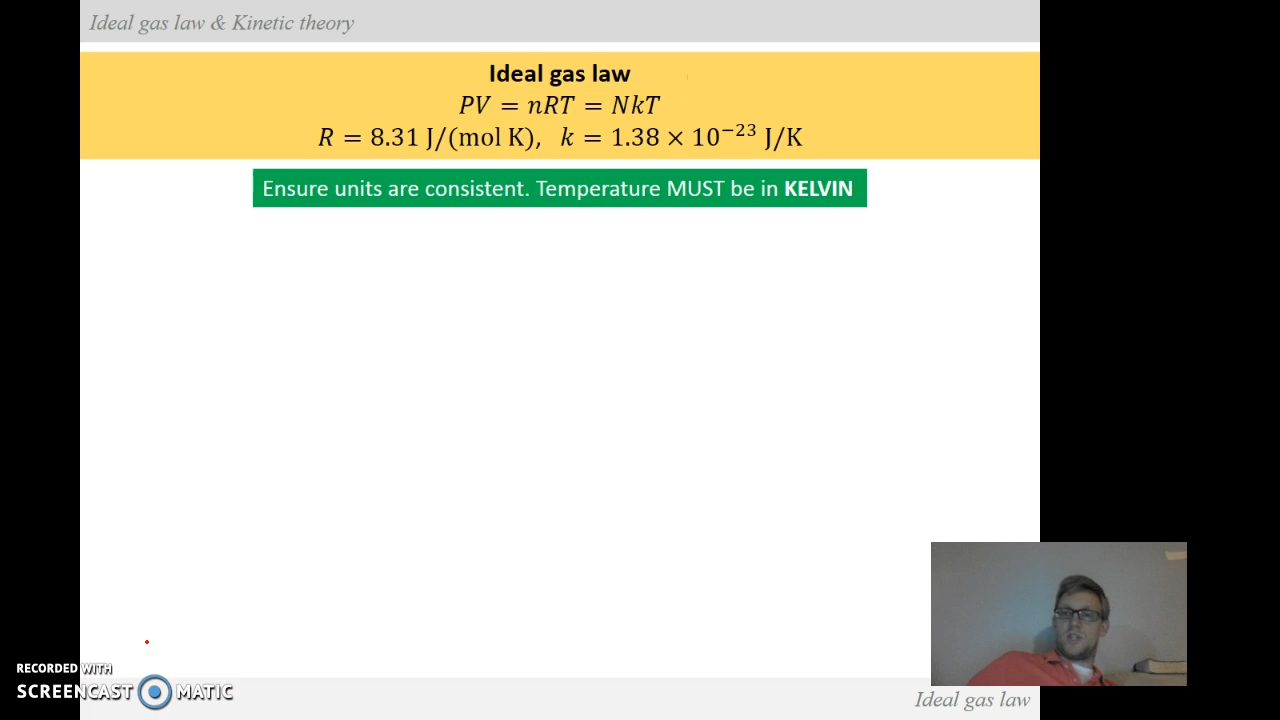 Ideal gas law & Kinetic theory
Ideal gas law
PV = nRT = NkT
R = 8.31 J/(mol K),  k = 1.38 × 10⁻²³ J/K
Ensure units are consistent. Temperature MUST be in KELVIN
RECORDED WITH
SCREENCAST MATIC
Ideal gas law